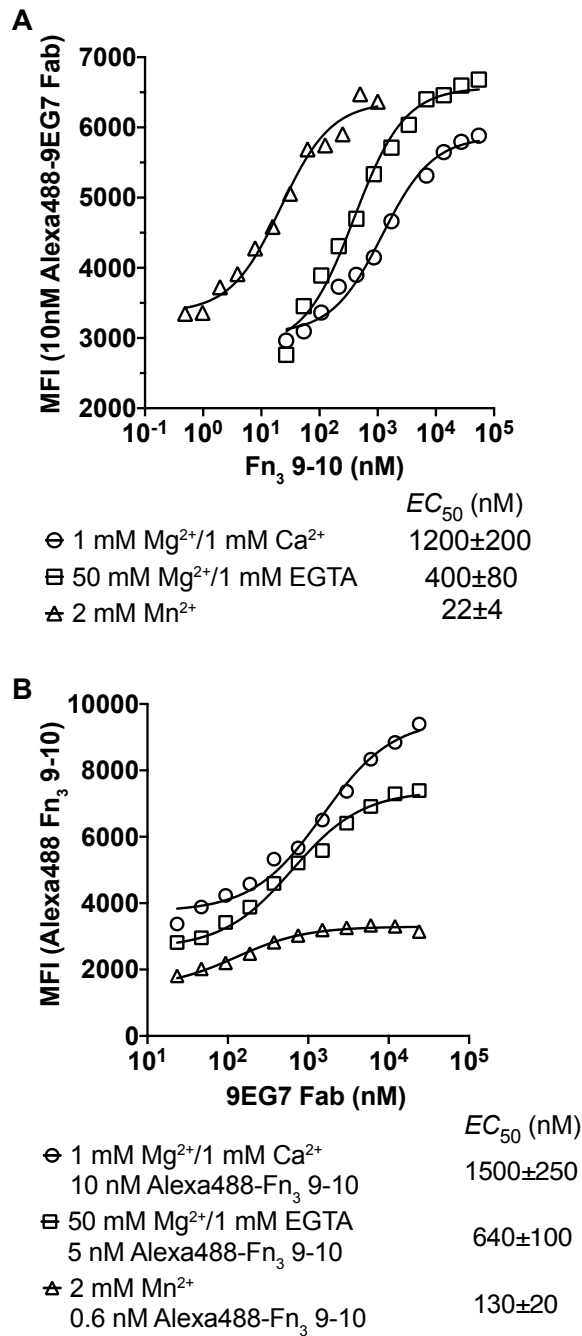 A
7000
6000
5000
4000
3000
2000
MFI (10nM Alexa488-9EG7 Fab)
10⁻¹ 10⁰ 10¹ 10² 10³ 10⁴ 10⁵
Fn₃ 9-10 (nM)
EC₅₀ (nM)
1 mM Mg²⁺/1 mM Ca²⁺ 1200±200
50 mM Mg²⁺/1 mM EGTA 400±80
2 mM Mn²⁺ 22±4
B
10000
8000
6000
4000
2000
0
MFI (Alexa488 Fn₃ 9-10)
10¹ 10² 10³ 10⁴ 10⁵
9EG7 Fab (nM)
EC₅₀ (nM)
1 mM Mg²⁺/1 mM Ca²⁺
10 nM Alexa488-Fn₃ 9-10 1500±250
50 mM Mg²⁺/1 mM EGTA
5 nM Alexa488-Fn₃ 9-10 640±100
2 mM Mn²⁺
0.6 nM Alexa488-Fn₃ 9-10 130±20